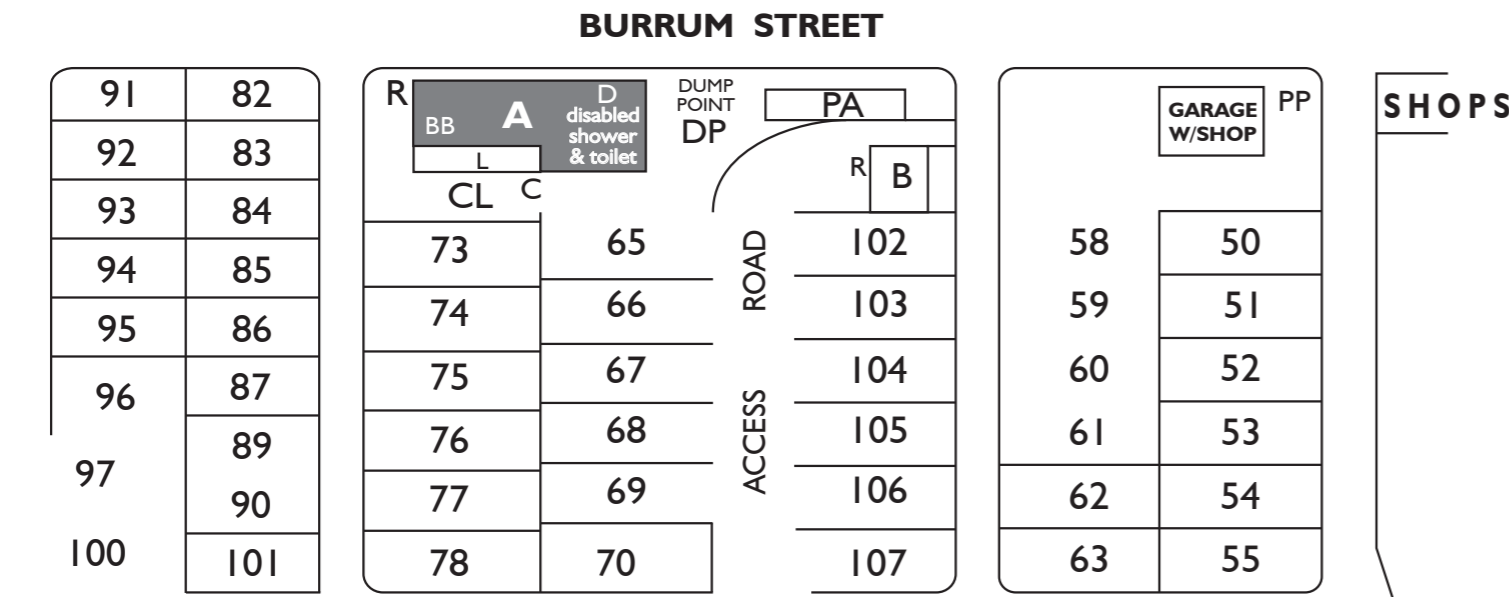 BURRUM STREET
91 82
92 83
93 84
94 85
95 86
96 87
97 89
90
100 101
R
BB A D
disabled
shower
& toilet
L
CL C
DUMP
POINT
DP
PA
R B
73 65
74 66
75 67
76 68
77 69
78 70
ACCESS ROAD
102
103
104
105
106
107
GARAGE
W/SHOP
PP
58 50
59 51
60 52
61 53
62 54
63 55
SHOPS